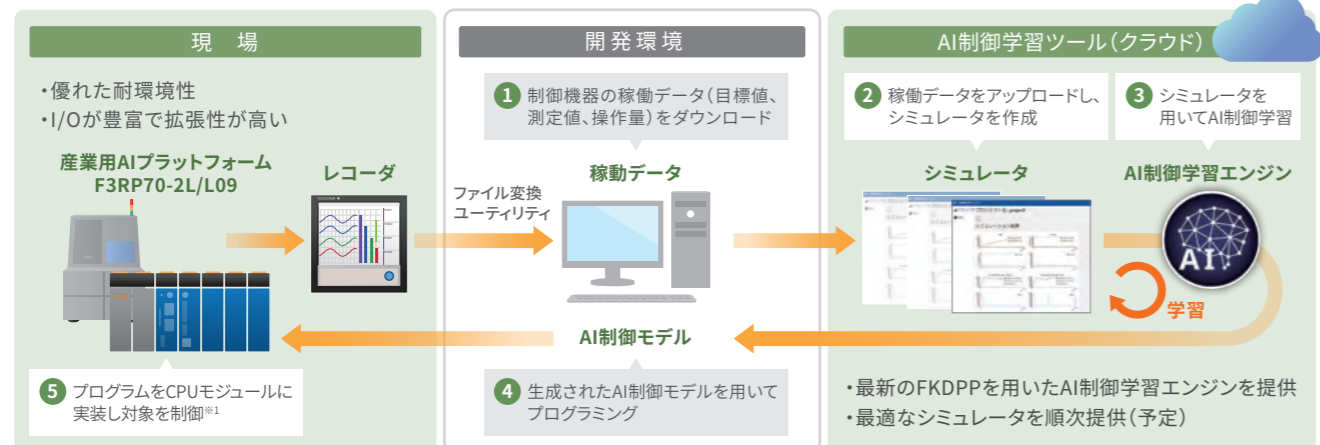 現 場
・優れた耐環境性
・I/Oが豊富で拡張性が高い
産業用AIプラットフォーム
F3RP70-2L/L09
レコーダ
5 プログラムをCPUモジュールに
実装し対象を制御※1
開発環境
1 制御機器の稼働データ（目標値、
測定値、操作量）をダウンロード
ファイル変換
ユーティリティ
稼動データ
AI制御モデル
4 生成されたAI制御モデルを用いて
プログラミング
AI制御学習ツール（クラウド）
2 稼働データをアップロードし、
シミュレータを作成
3 シミュレータを
用いてAI制御学習
シミュレータ
AI制御学習エンジン
AI
学習
・最新のFKDPPを用いたAI制御学習エンジンを提供
・最適なシミュレータを順次提供（予定）